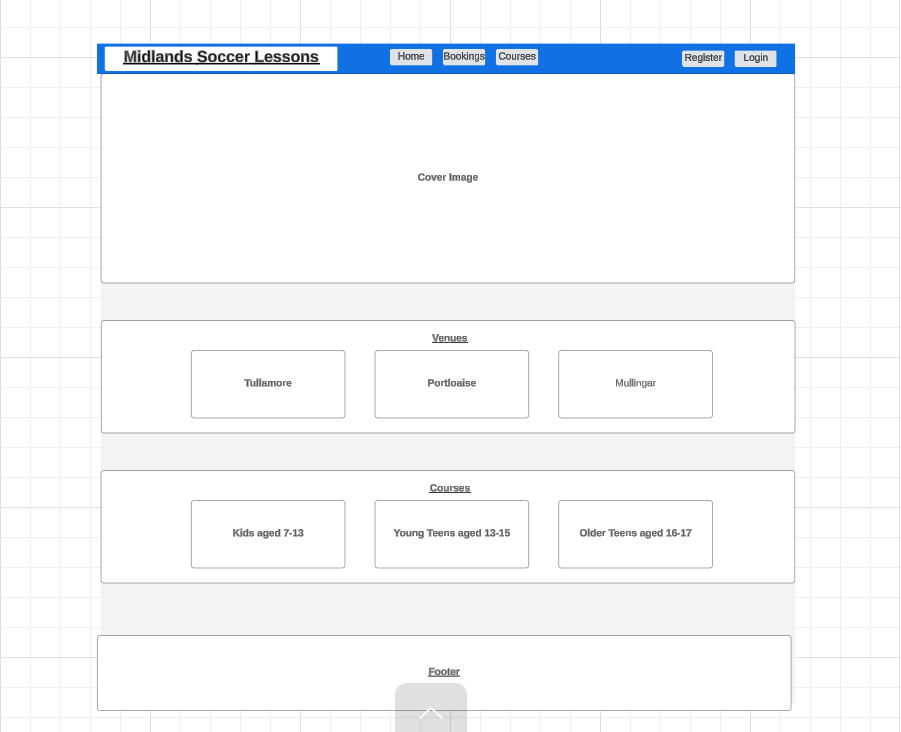 Midlands Soccer Lessons
Home Bookings Courses Register Login
Cover Image
Venues
Tullamore Portloaise Mullingar
Courses
Kids aged 7-13 Young Teens aged 13-15 Older Teens aged 16-17
Footer